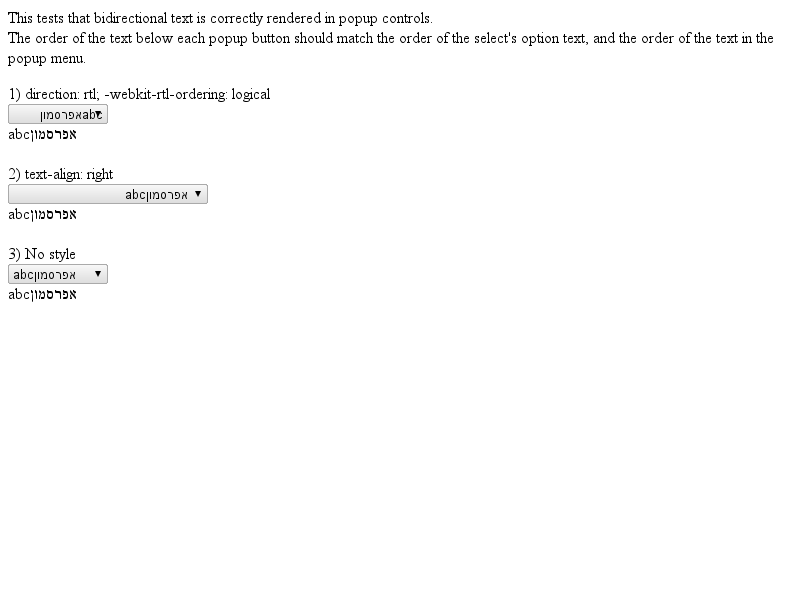 This tests that bidirectional text is correctly rendered in popup controls.
The order of the text below each popup button should match the order of the select's option text, and the order of the text in the
popup menu.
1) direction: rtl; -webkit-rtl-ordering: logical
abcאפרסמון
abcאפרסמון
2) text-align: right
abcאפרסמון
abcאפרסמון
3) No style
abcאפרסמון
abcאפרסמון